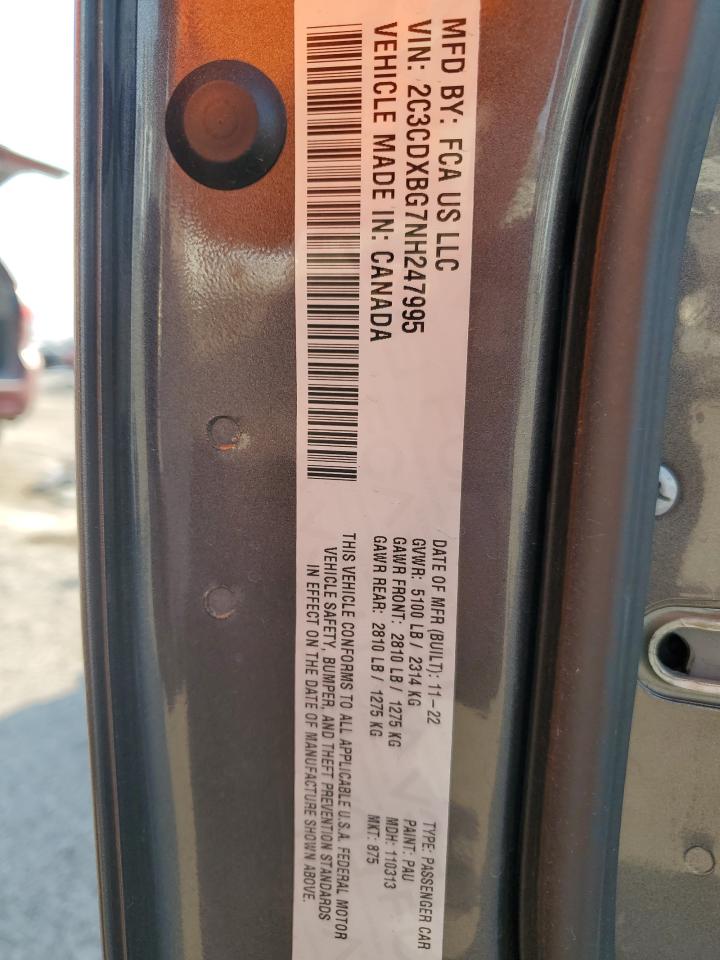 MFD BY: FCA US LLC
VIN: 2C3CDXBG7NH247995
VEHICLE MADE IN: CANADA
DATE OF MFR (BUILT): 11-22
GVWR: 5100 LB / 2314 KG
GAWR FRONT: 2810 LB / 1275 KG
GAWR REAR: 2810 LB / 1275 KG
THIS VEHICLE CONFORMS TO ALL APPLICABLE U.S.A. FEDERAL MOTOR
VEHICLE SAFETY, BUMPER, AND THEFT PREVENTION STANDARDS
IN EFFECT ON THE DATE OF MANUFACTURE SHOWN ABOVE.
TYPE: PASSENGER CAR
PAINT: PAU
MDH: 110313
MKT: 875